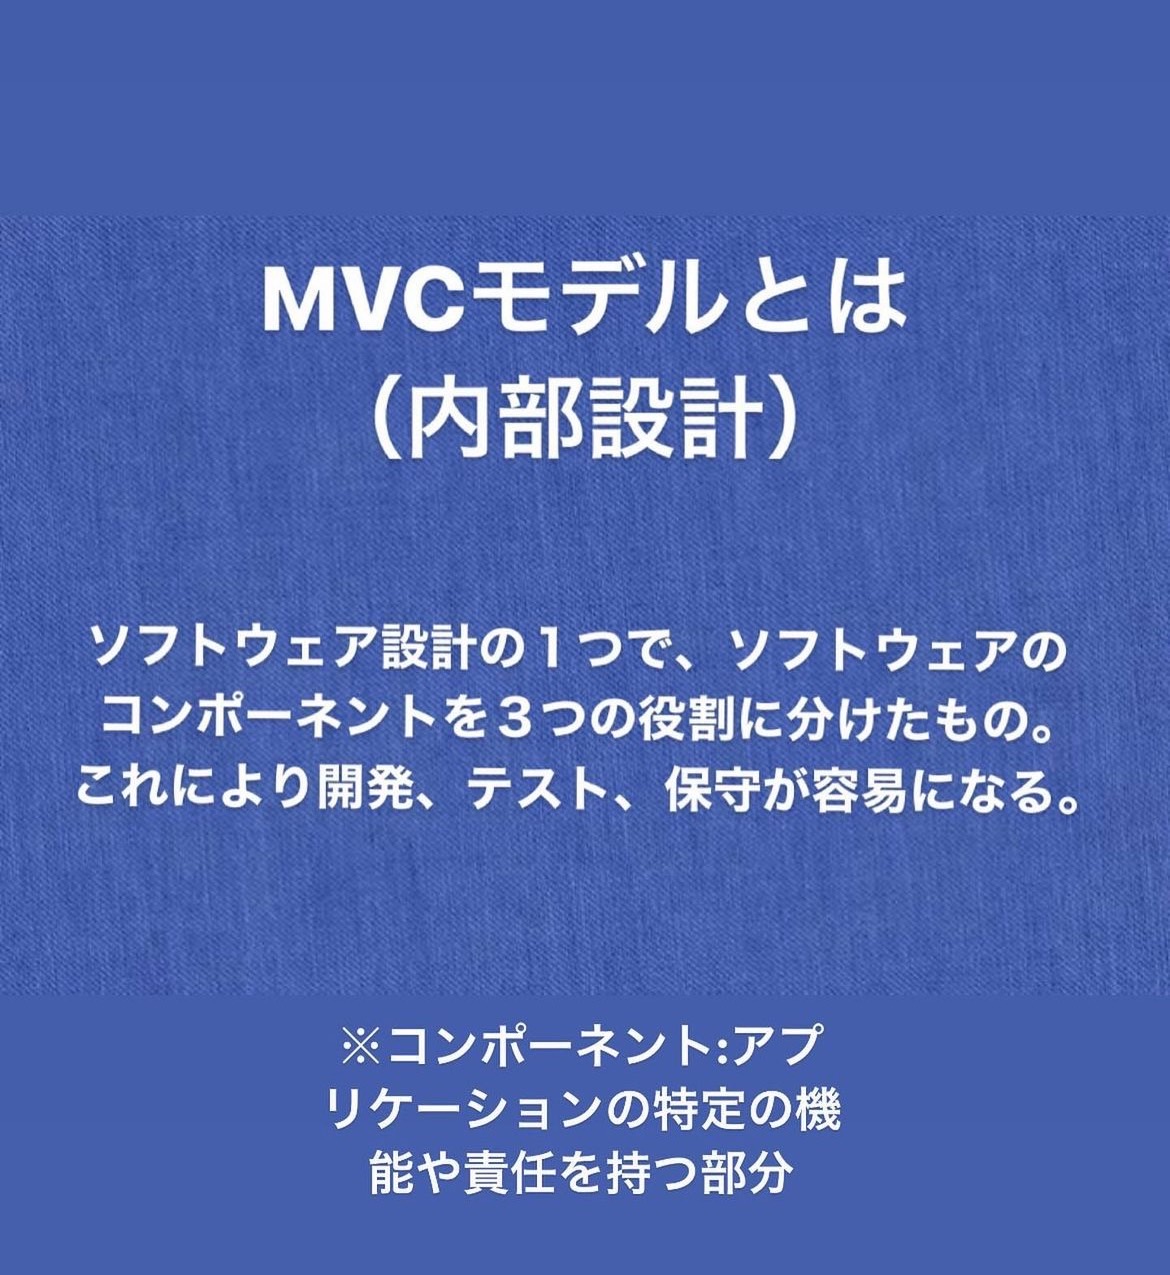 MVCモデルとは
（内部設計）
ソフトウェア設計の１つで、ソフトウェアの
コンポーネントを３つの役割に分けたもの。
これにより開発、テスト、保守が容易になる。
※コンポーネント:アプ
リケーションの特定の機
能や責任を持つ部分